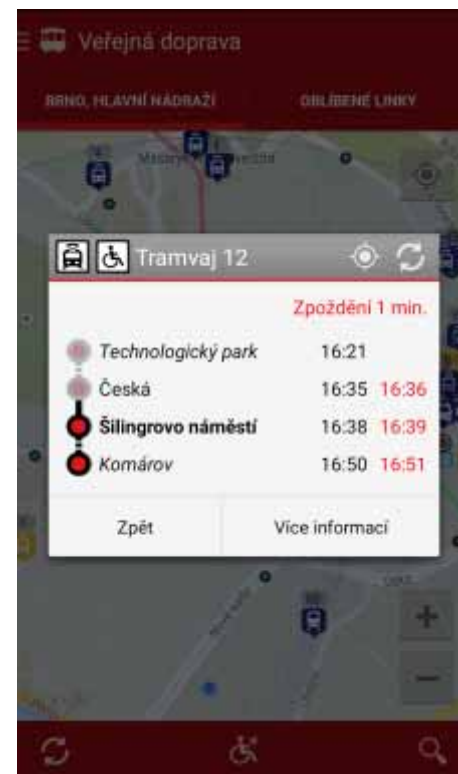 Veřejná doprava
BRNO, HLAVNÍ NÁDRAŽÍ OBLÍBENÉ LINKY
Tramvaj 12
Zpoždění 1 min.
Technologický park 16:21
Česká 16:35 16:36
Šilingrovo náměstí 16:38 16:39
Komárov 16:50 16:51
Zpět Více informací